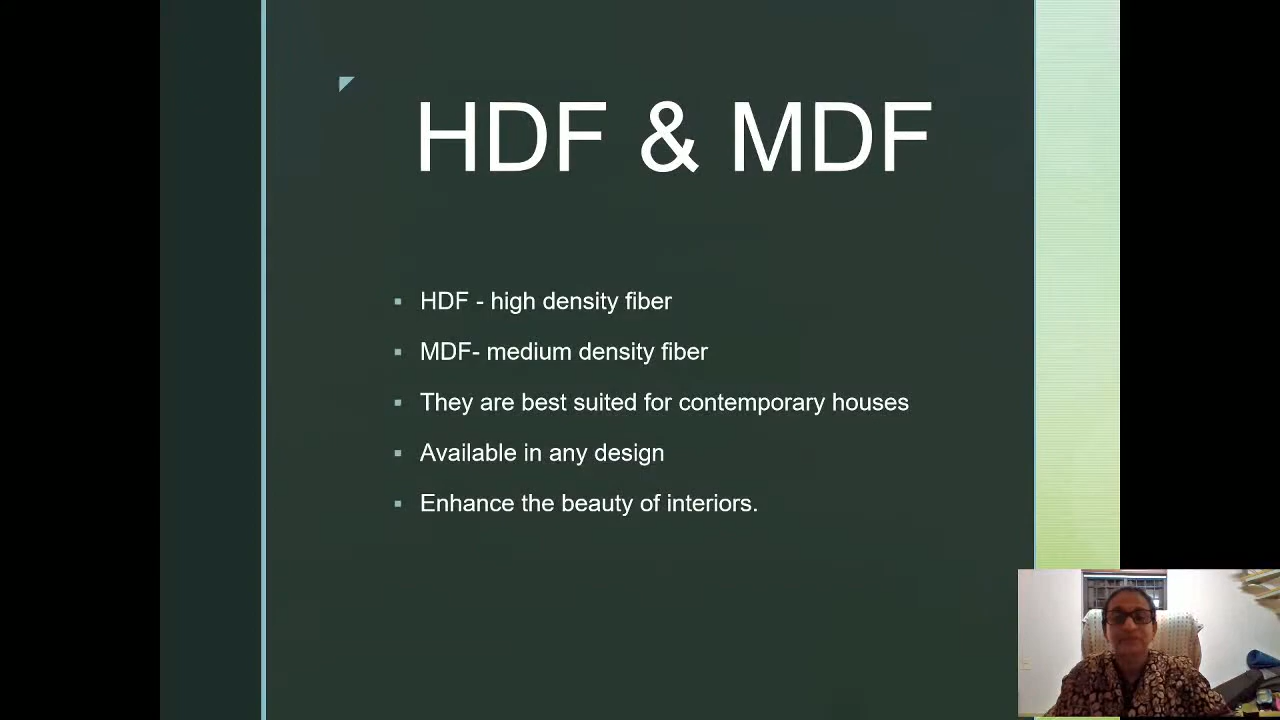 HDF & MDF
HDF - high density fiber
MDF- medium density fiber
They are best suited for contemporary houses
Available in any design
Enhance the beauty of interiors.